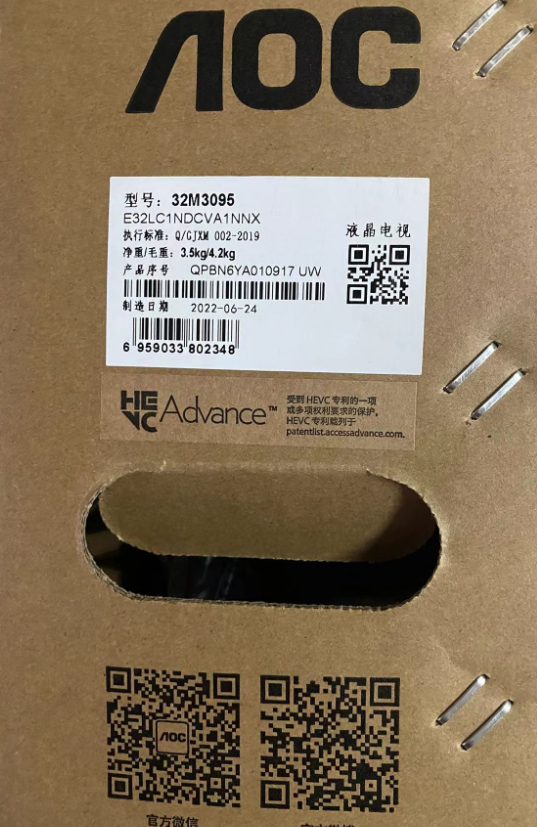 AOC
型号: 32M3095
E32LC1NDCVA1NNX
执行标准: Q/GJXM 002-2019
净重/毛重: 3.5kg/4.2kg
液晶电视
产品序号 QPBN6YA010917 UW
制造日期 2022-06-24
6 959033 802348
HEVC Advance™
受到 HEVC 专利的一项
或多项权利要求的保护。
HEVC 专利能列于
patentlist.accessadvance.com.
AOC
官方微信